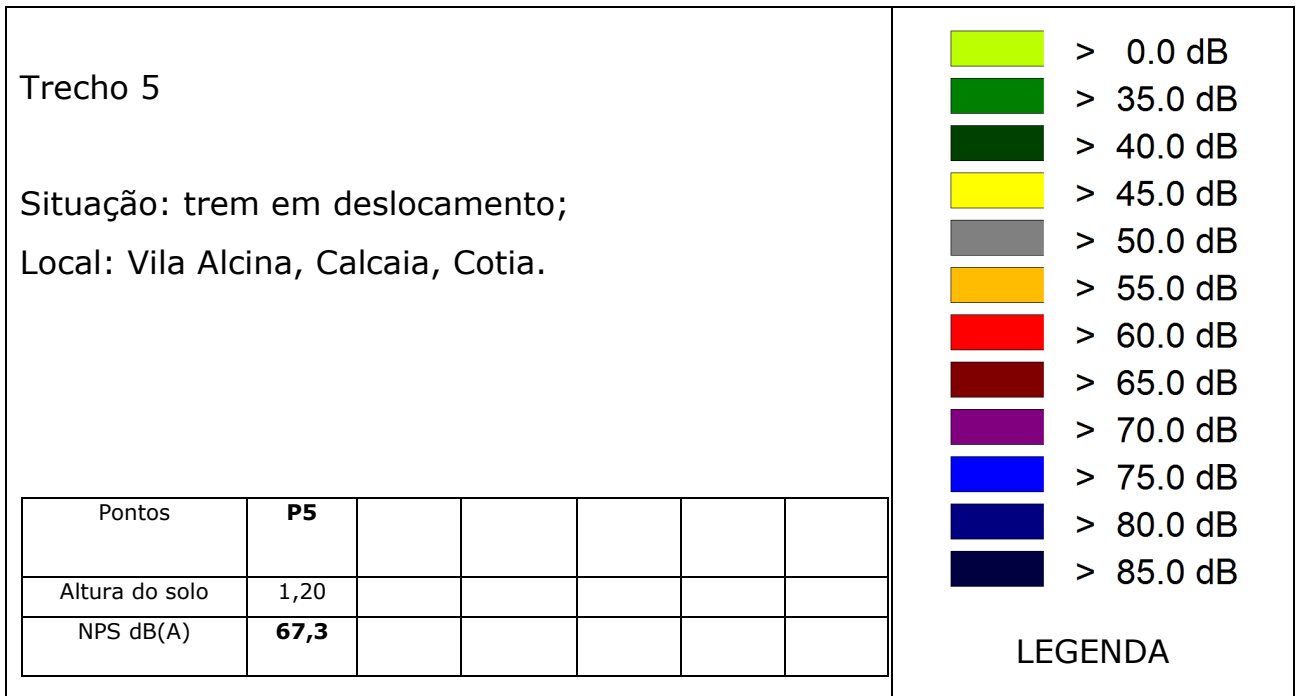 Trecho 5
Situação: trem em deslocamento;
Local: Vila Alcina, Calcaia, Cotia.
Pontos P5
Altura do solo 1,20
NPS dB(A) 67,3
> 0.0 dB
> 35.0 dB
> 40.0 dB
> 45.0 dB
> 50.0 dB
> 55.0 dB
> 60.0 dB
> 65.0 dB
> 70.0 dB
> 75.0 dB
> 80.0 dB
> 85.0 dB
LEGENDA